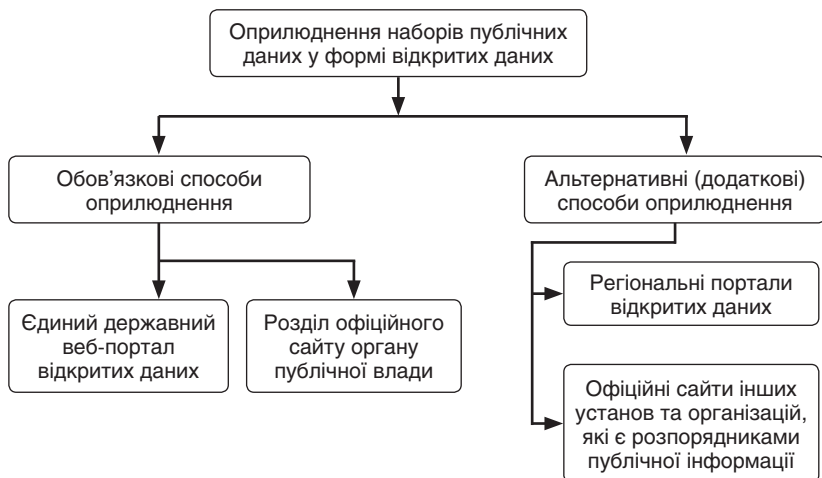 Оприлюднення наборів публічних
даних у формі відкритих даних
Обов’язкові способи
оприлюднення
Альтернативні (додаткові)
способи оприлюднення
Єдиний державний
веб-портал
відкритих даних
Розділ офіційного
сайту органу
публічної влади
Регіональні портали
відкритих даних
Офіційні сайти інших
установ та організацій,
які є розпорядниками
публічної інформації